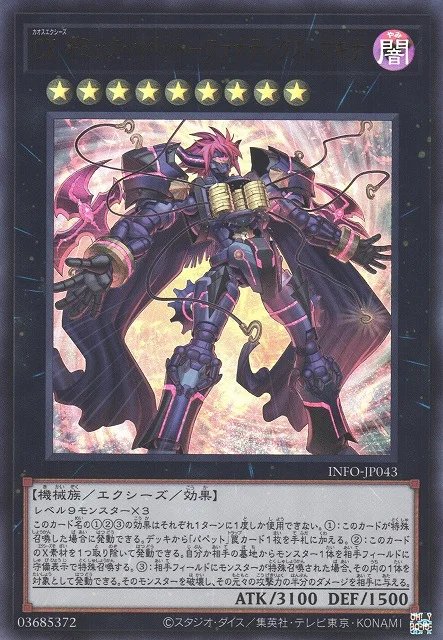 カオスエクシーズ
闇
やみ
INFO-JP043
【機械族／エクシーズ／効果】
レベル９モンスター×３
このカード名の①②③の効果はそれぞれ１ターンに１度しか使用できない。①：このカードが特殊
召喚した場合に発動できる。デッキから「パペット」罠カード１枚を手札に加える。②：このカード
のX素材を１つ取り除いて発動できる。自分か相手の墓地からモンスター１体を相手フィールド
に守備表示で特殊召喚する。③：相手フィールドにモンスターが特殊召喚された場合、その内の１体を
対象として発動できる。そのモンスターを破壊し、その元々の攻撃力の半分のダメージを相手に与える。
ATK/3100 DEF/1500
03685372
©スタジオ・ダイス／集英社・テレビ東京・KONAMI